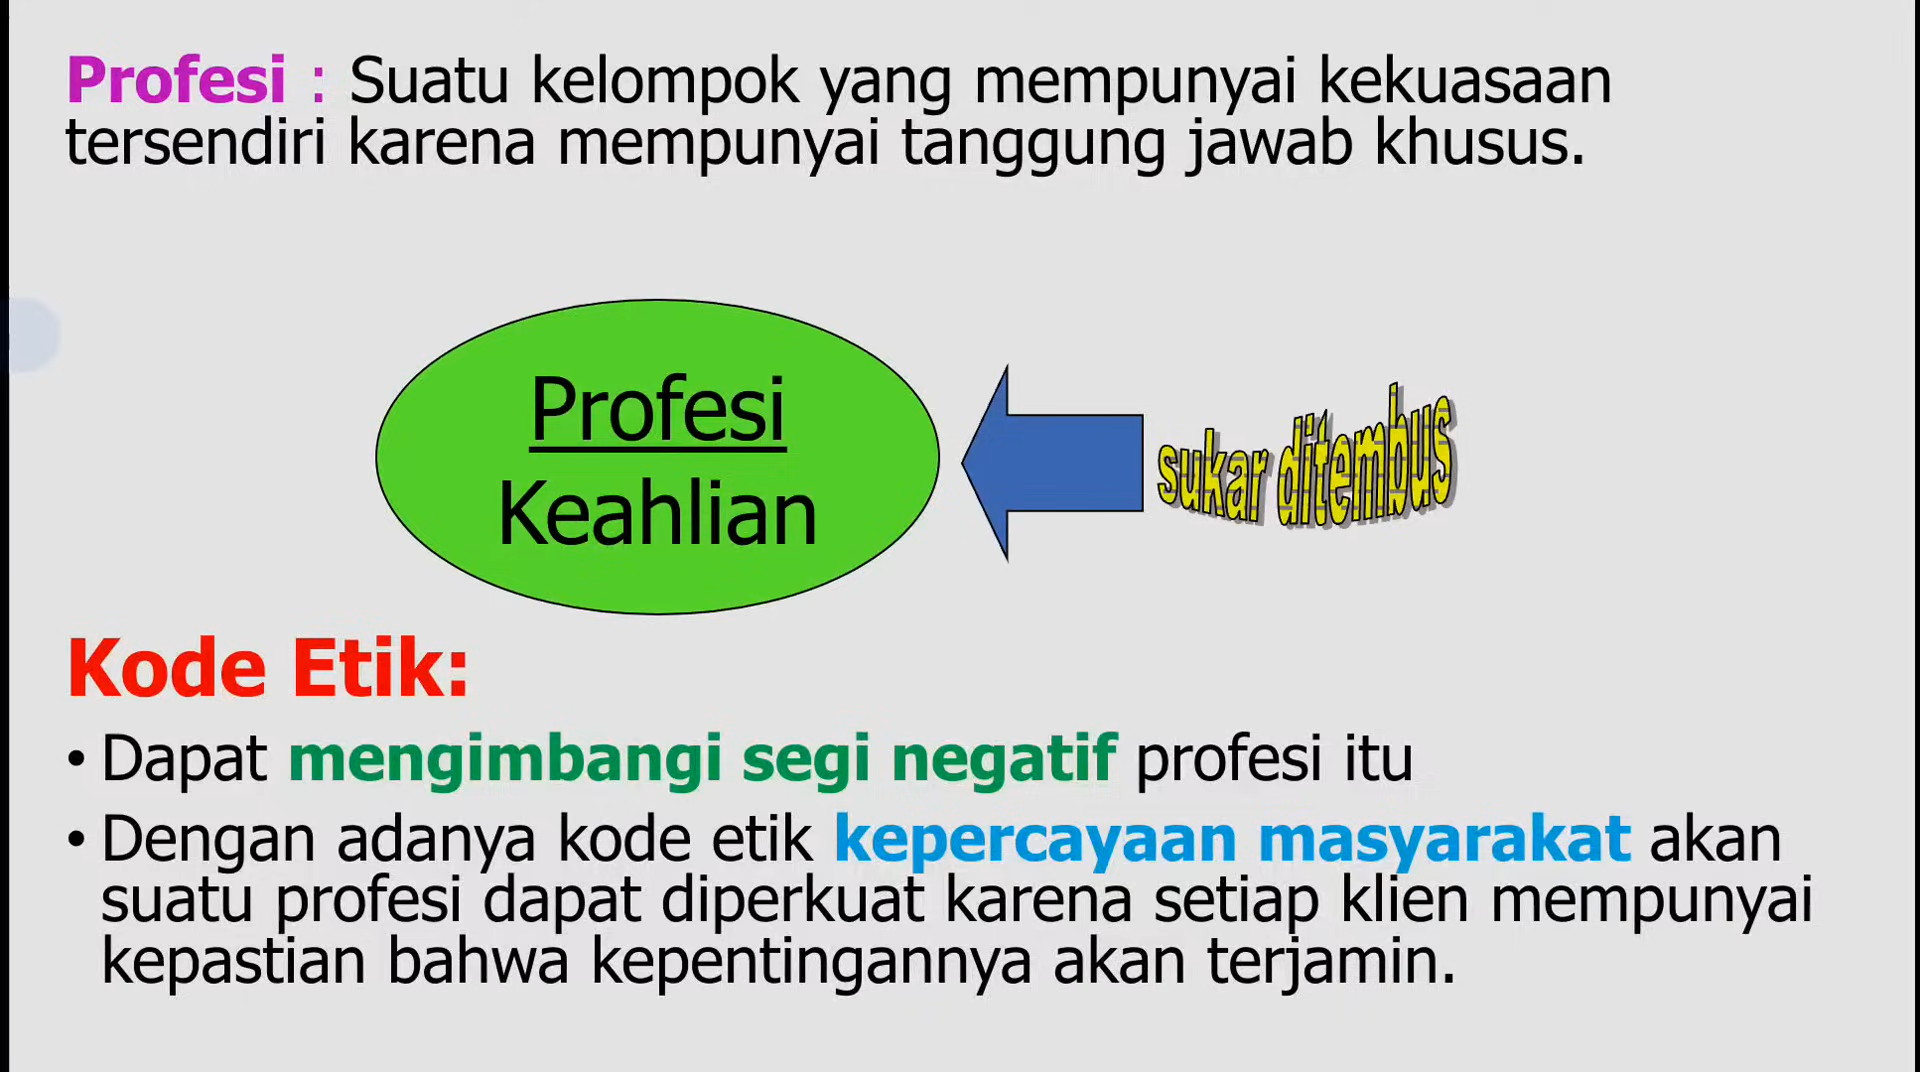 Profesi : Suatu kelompok yang mempunyai kekuasaan
tersendiri karena mempunyai tanggung jawab khusus.
Profesi
Keahlian
sukar ditembus
Kode Etik:
• Dapat mengimbangi segi negatif profesi itu
• Dengan adanya kode etik kepercayaan masyarakat akan
suatu profesi dapat diperkuat karena setiap klien mempunyai
kepastian bahwa kepentingannya akan terjamin.